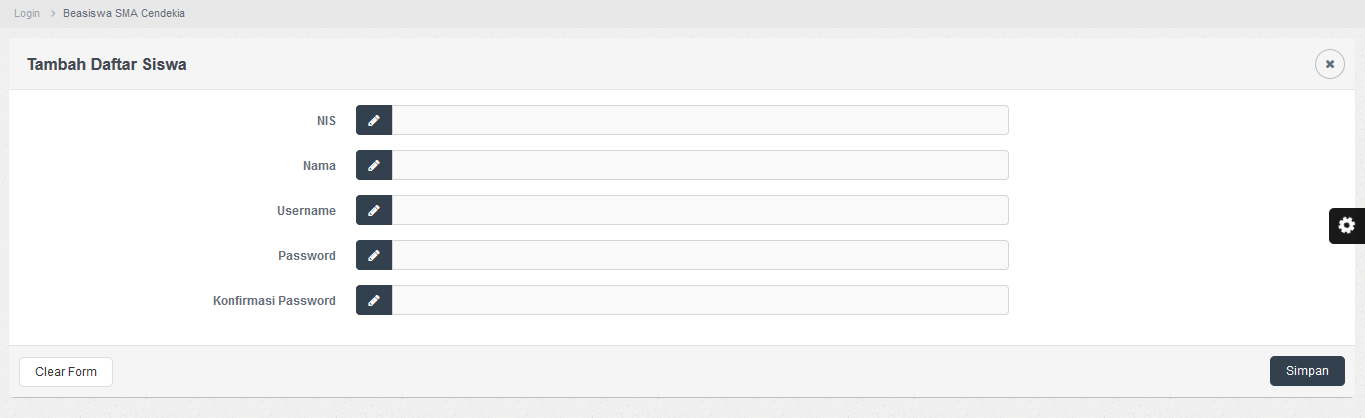 Login > Beasiswa SMA Cendekia
Tambah Daftar Siswa
NIS
Nama
Username
Password
Konfirmasi Password
Clear Form
Simpan